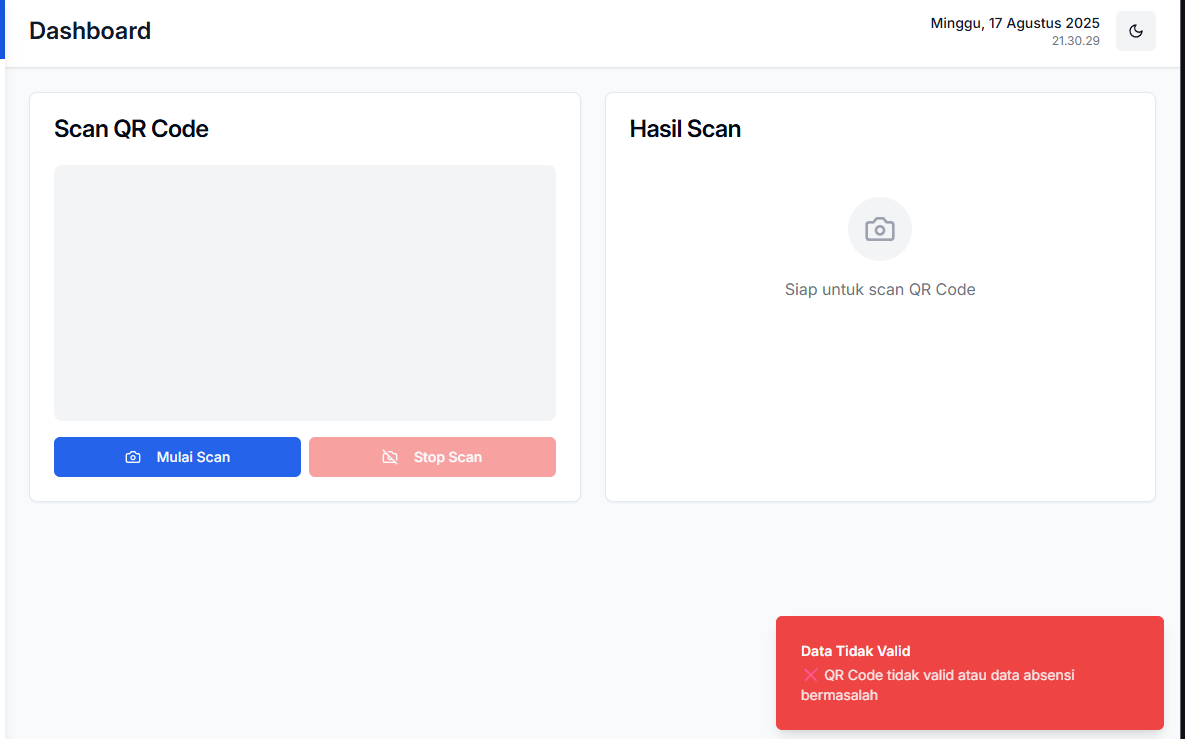 Dashboard
Minggu, 17 Agustus 2025
21.30.29
Scan QR Code
Mulai Scan
Stop Scan
Hasil Scan
Siap untuk scan QR Code
Data Tidak Valid
❌ QR Code tidak valid atau data absensi
bermasalah